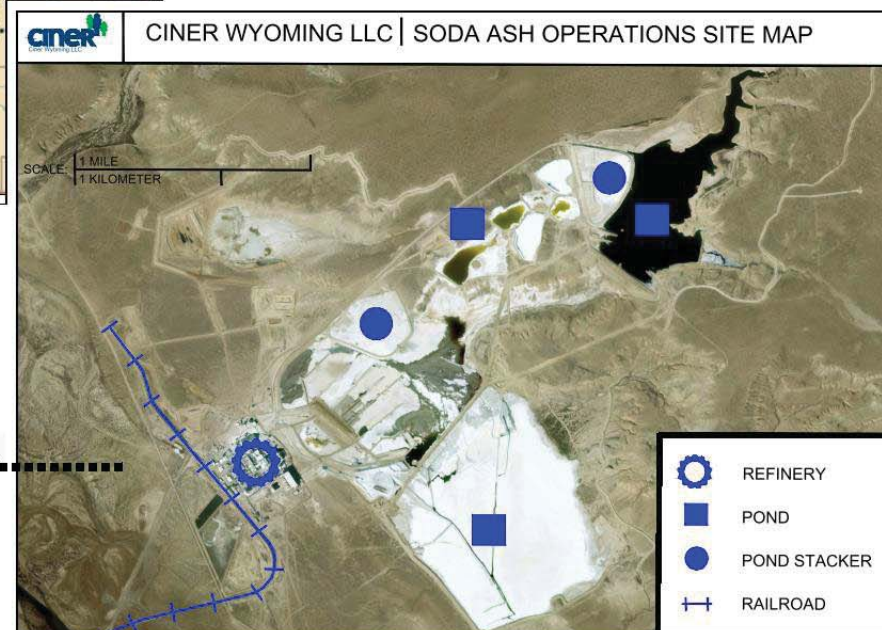 CINER
Ciner Wyoming LLC
CINER WYOMING LLC | SODA ASH OPERATIONS SITE MAP
SCALE:
1 MILE
1 KILOMETER
REFINERY
POND
POND STACKER
RAILROAD